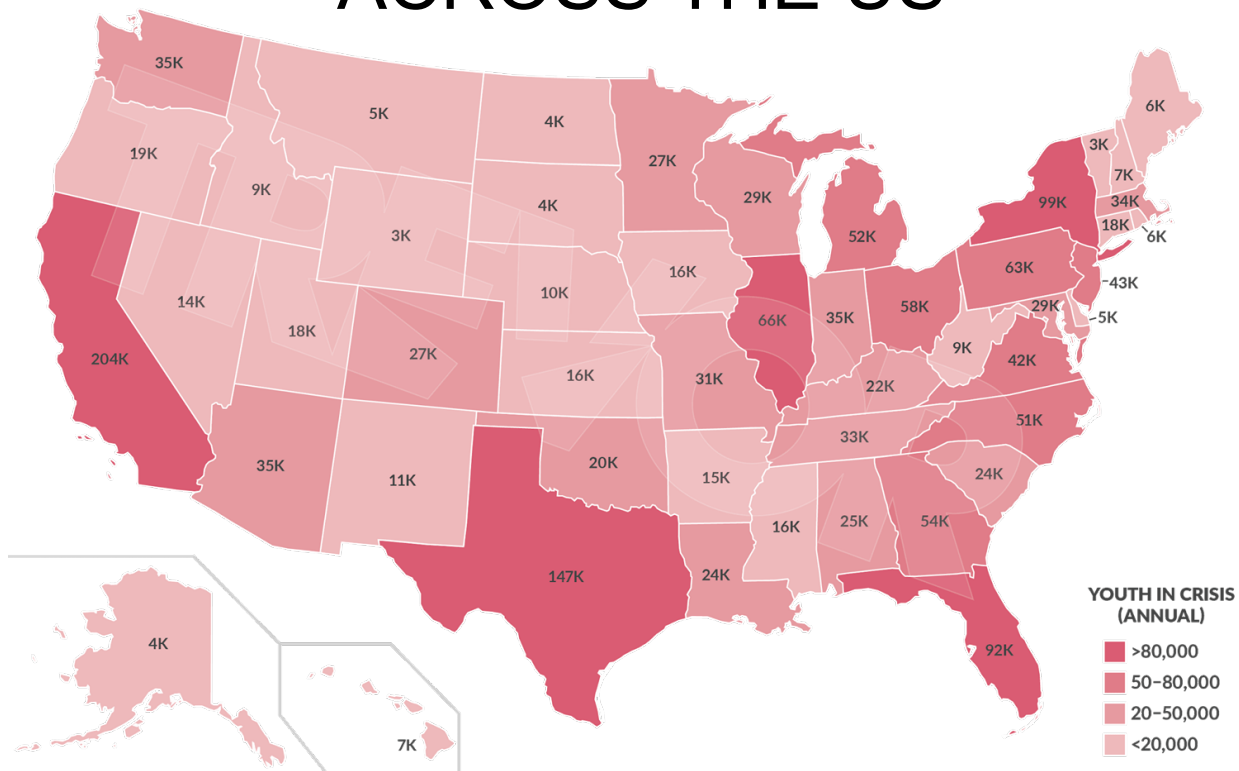 ACROSS THE US
35K
5K
4K
6K
19K
27K
3K
9K
7K
4K
29K
99K
34K
3K
52K
18K
6K
16K
63K
10K
-43K
14K
29K
58K
66K
35K
-5K
18K
27K
9K
204K
42K
16K
31K
22K
51K
33K
35K
20K
24K
11K
15K
16K
25K
54K
147K
24K
YOUTH IN CRISIS
(ANNUAL)
4K
92K
>80,000
50-80,000
20-50,000
7K
<20,000